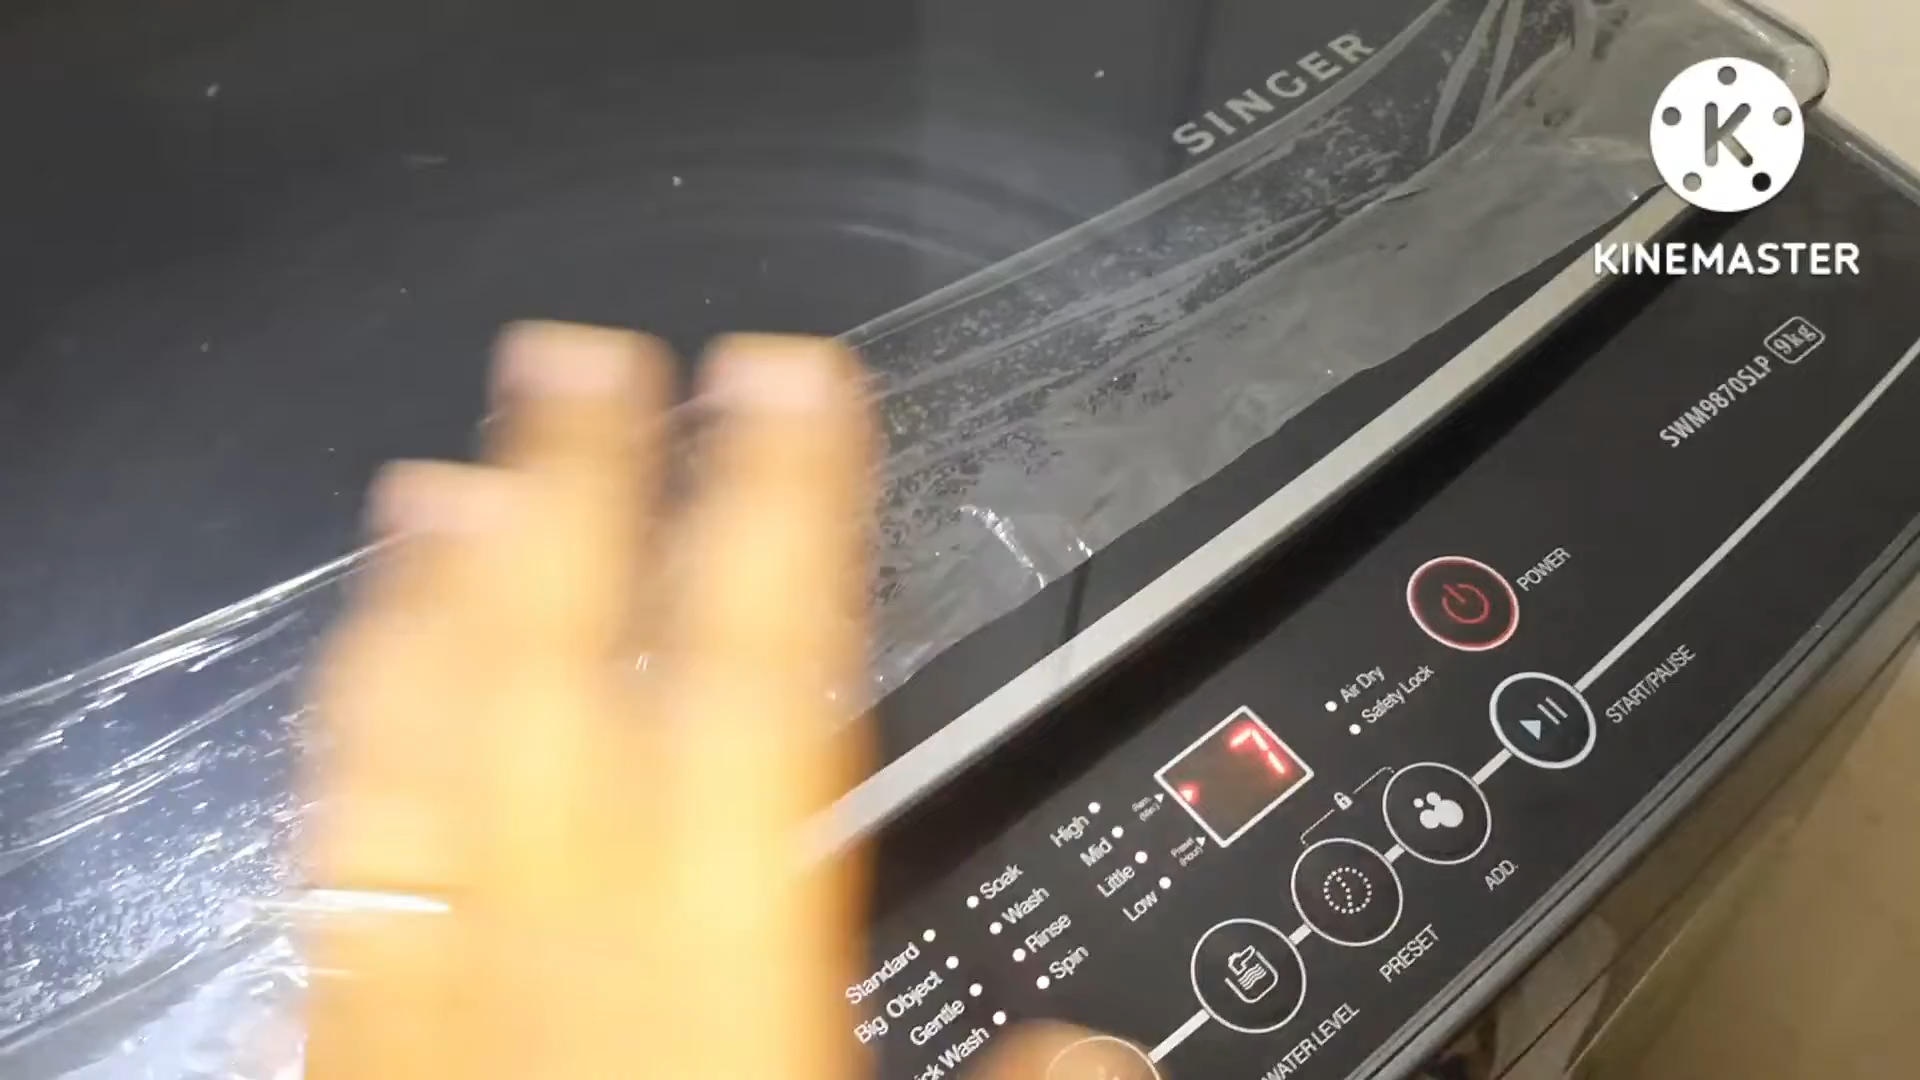 SINGER
K
KINEMASTER
SWM9870SLP 9kg
POWER
Air Dry
Safety Lock
START/PAUSE
7
High
Mid
Little
Low
Soak
Wash
Rinse
Spin
Standard
Big Object
Gentle
Wash
ADD.
PRESET
WATER LEVEL